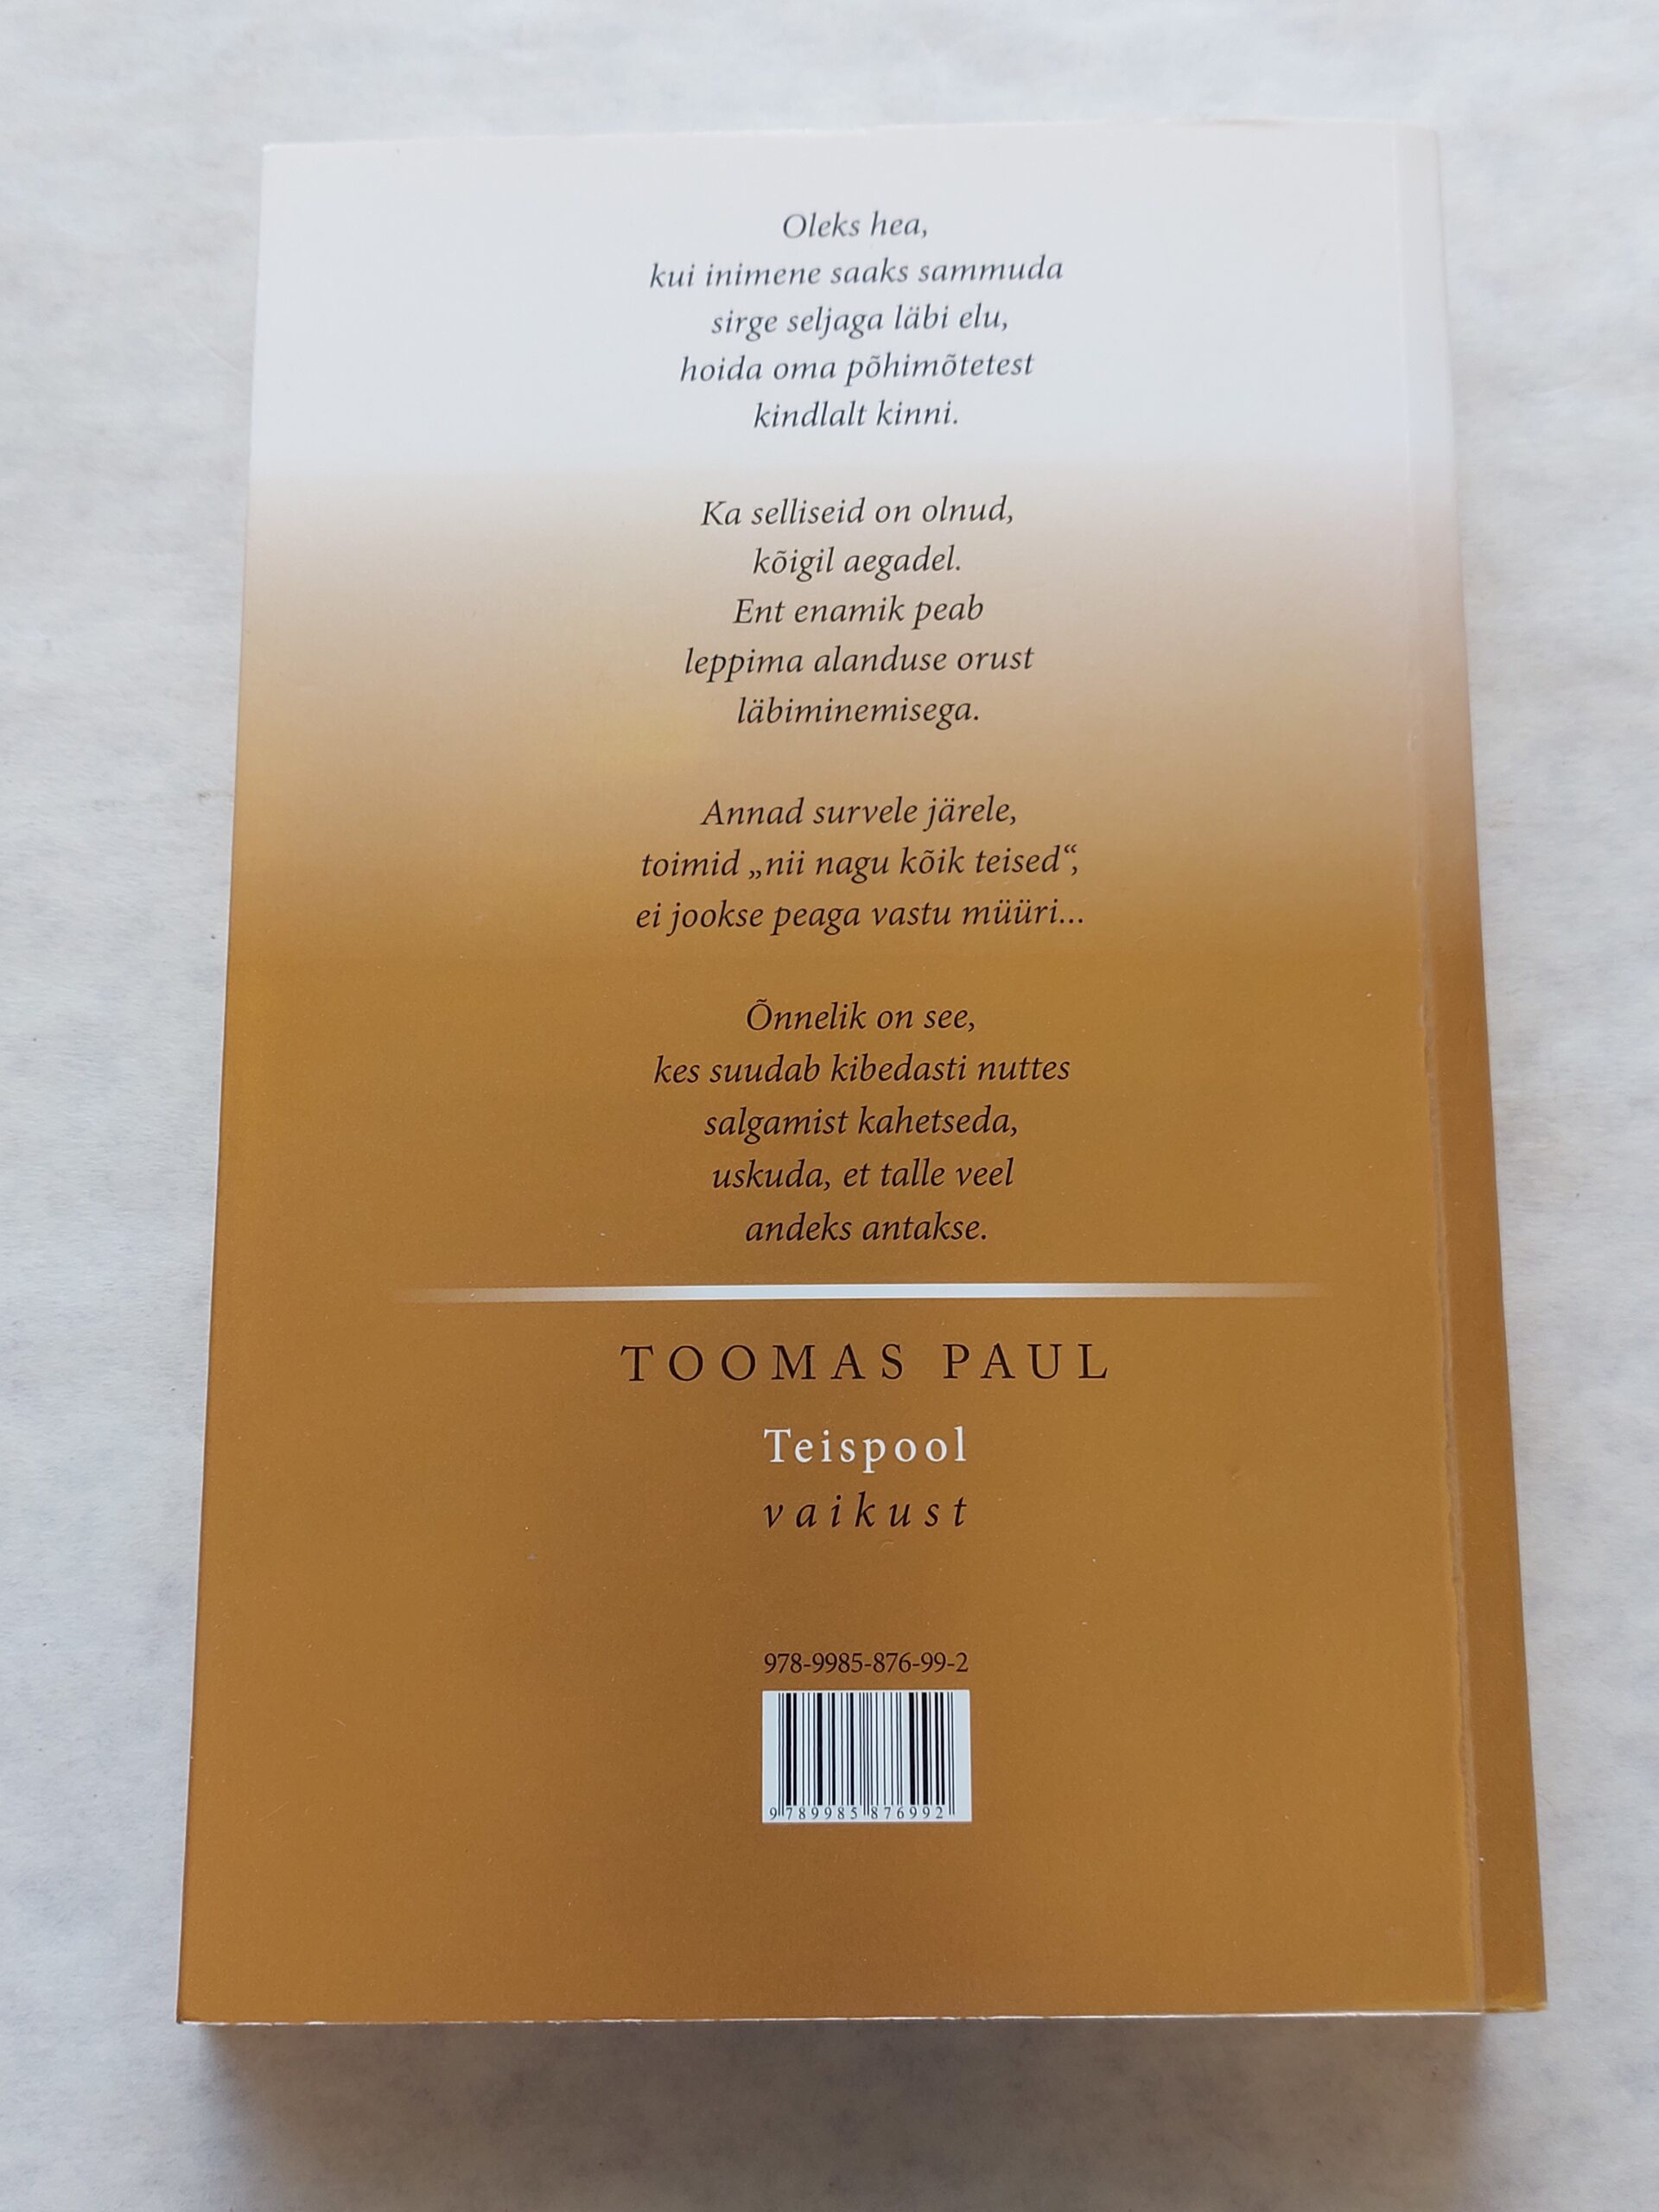 Oleks hea,
kui inimene saaks sammuda
sirge seljaga läbi elu,
hoida oma põhimõtetest
kindlalt kinni.
Ka selliseid on olnud,
kõigil aegadel.
Ent enamik peab
leppima alanduse orust
läbiminemisega.
Annad survele järele,
toimid „nii nagu kõik teised“,
ei jookse peaga vastu müüri...
Õnnelik on see,
kes suudab kibedasti nuttes
salgamist kahetseda,
uskuda, et talle veel
andeks antakse.
TOOMAS PAUL
Teispool
vaikust
978-9985-876-99-2
9 789985 876992